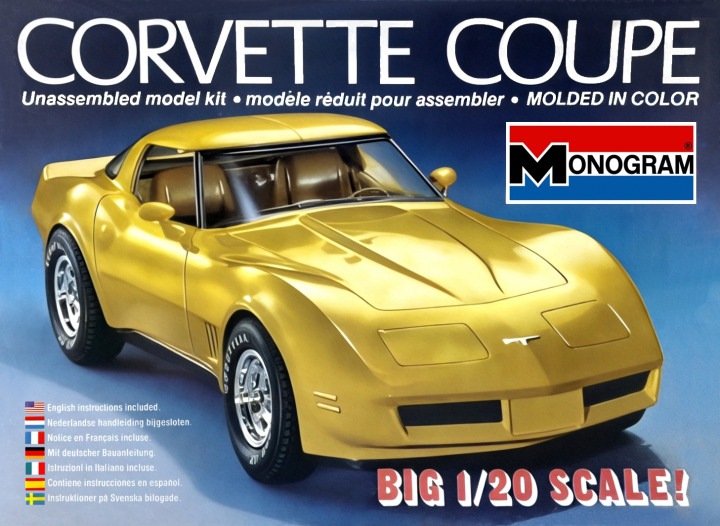 CORVETTE COUPE
Unassembled model kit • modèle réduit pour assembler • MOLDED IN COLOR
MONOGRAM®
GOODYEAR
English instructions included.
Nederlandse handleiding bijgesloten.
Notice en Français incluse.
Mit deutscher Bauanleitung.
Istruzioni in Italiano incluse.
Contiene instrucciones en español.
Instruktioner på Svenska bilogade.
BIG 1/20 SCALE!